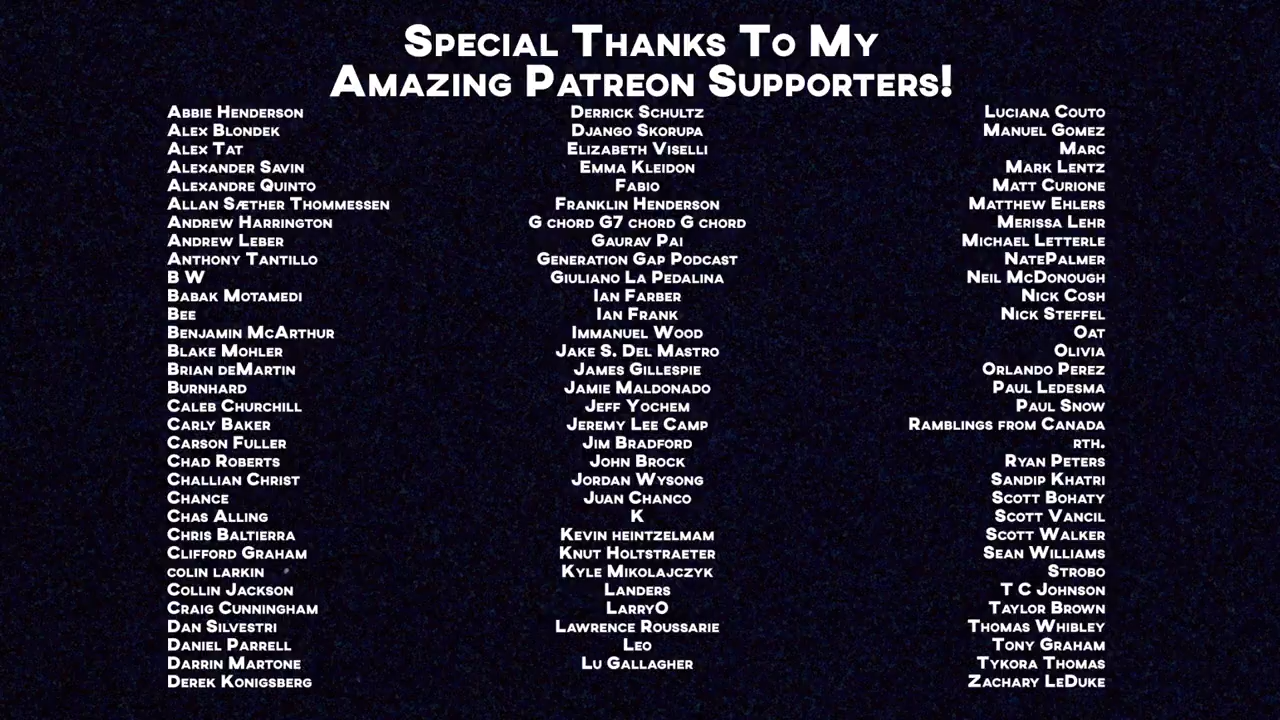 Special Thanks To My
Amazing Patreon Supporters!
Abbie Henderson
Alex Blondek
Alex Tat
Alexander Savin
Alexandre Quinto
Allan Sæther Thommessen
Andrew Harrington
Andrew Leber
Anthony Tantillo
B W
Babak Motamedi
Bee
Benjamin McArthur
Blake Mohler
Brian deMartin
Burnhard
Caleb Churchill
Carly Baker
Carson Fuller
Chad Roberts
Challian Christ
Chance
Chas Alling
Chris Baltierra
Clifford Graham
colin larkin
Collin Jackson
Craig Cunningham
Dan Silvestri
Daniel Parrell
Darrin Martone
Derek Konigsberg
Derrick Schultz
Django Skorupa
Elizabeth Viselli
Emma Kleidon
Fabio
Franklin Henderson
G chord G7 chord G chord
Gaurav Pai
Generation Gap Podcast
Giuliano La Pedalina
Ian Farber
Ian Frank
Immanuel Wood
Jake S. Del Mastro
James Gillespie
Jamie Maldonado
Jeff Yochem
Jeremy Lee Camp
Jim Bradford
John Brock
Jordan Wysong
Juan Chanco
K
Kevin heintzelmam
Knut Holtstraeter
Kyle Mikolajczyk
Landers
LarryO
Lawrence Roussarie
Leo
Lu Gallagher
Luciana Couto
Manuel Gomez
Marc
Mark Lentz
Matt Curione
Matthew Ehlers
Merissa Lehr
Michael Letterle
NatePalmer
Neil McDonough
Nick Cosh
Nick Steffel
Oat
Olivia
Orlando Perez
Paul Ledesma
Paul Snow
Ramblings from Canada
rth.
Ryan Peters
Sandip Khatri
Scott Bohaty
Scott Vancil
Scott Walker
Sean Williams
Strobo
T C Johnson
Taylor Brown
Thomas Whibley
Tony Graham
Tykora Thomas
Zachary LeDuke